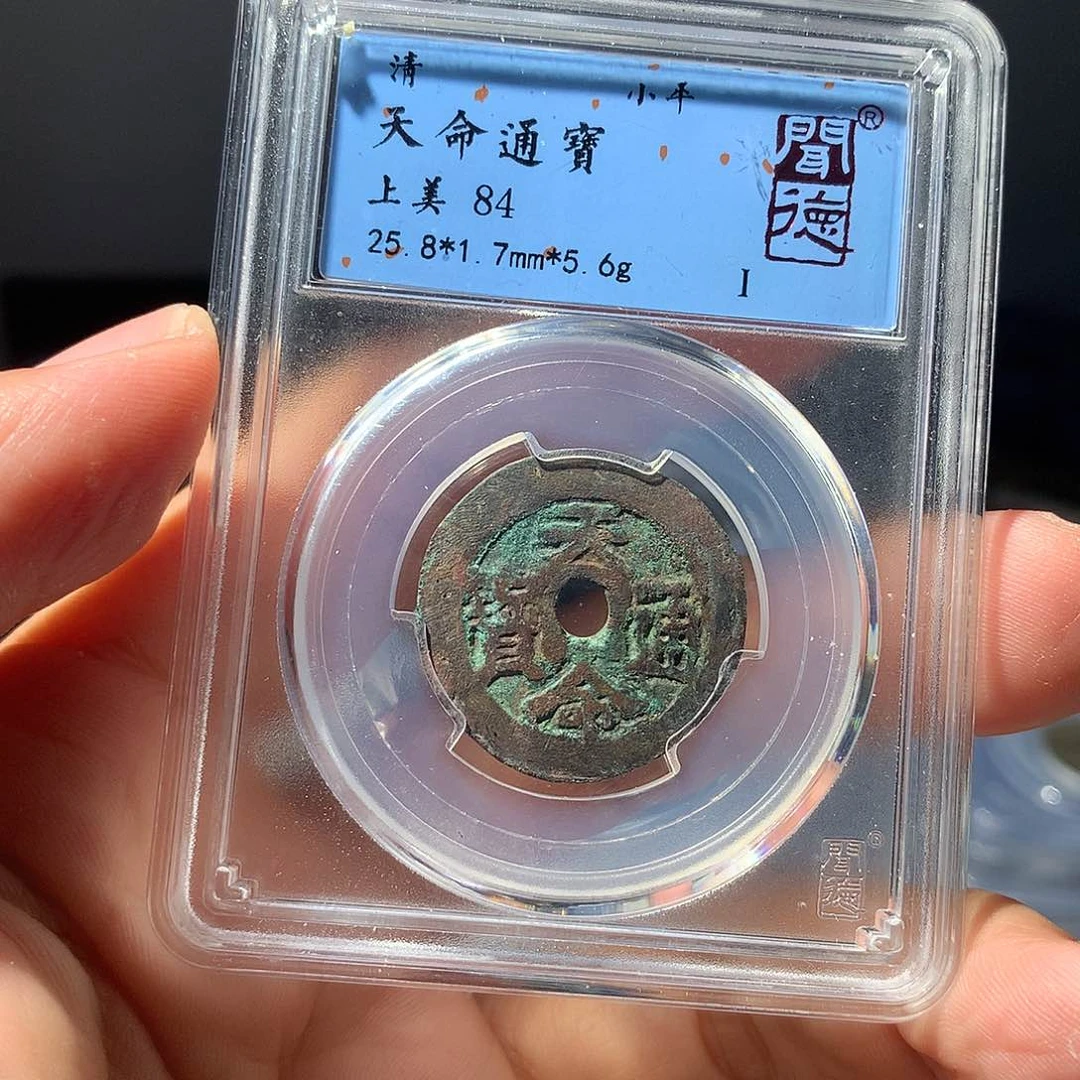 清 小平
天命通寶
上美 84
25.8*1.7mm*5.6g
I
聞德®
天命通寶
聞德®